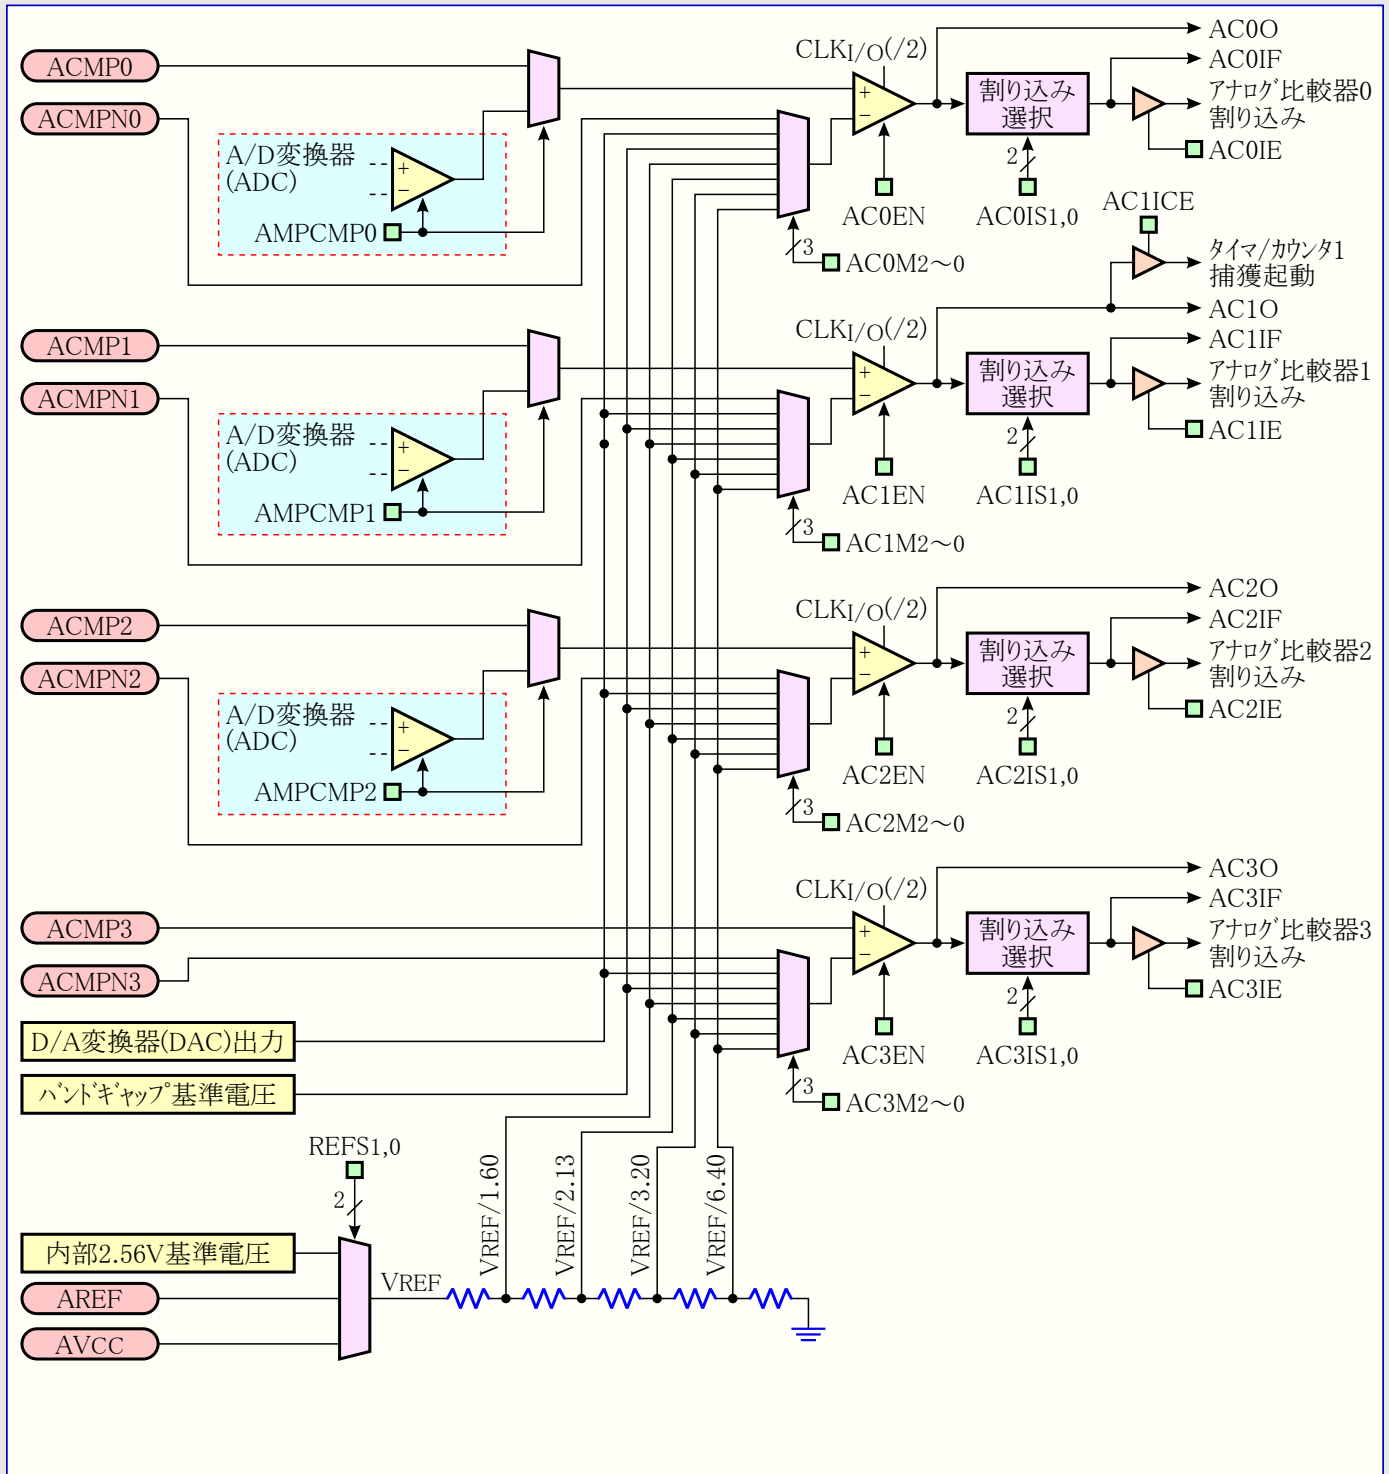 ACMP0
ACMPN0
A/D変換器
(ADC)
+
−
AMPCMP0
CLKI/O(/2)
+
−
AC0EN
3
AC0M2～0
割り込み
選択
2
AC0IS1,0
AC0O
AC0IF
アナログ比較器0
割り込み
AC0IE
AC1ICE
タイマ/カウンタ1
捕獲起動
ACMP1
ACMPN1
A/D変換器
(ADC)
+
−
AMPCMP1
CLKI/O(/2)
+
−
AC1EN
3
AC1M2～0
割り込み
選択
2
AC1IS1,0
AC1O
AC1IF
アナログ比較器1
割り込み
AC1IE
ACMP2
ACMPN2
A/D変換器
(ADC)
+
−
AMPCMP2
CLKI/O(/2)
+
−
AC2EN
3
AC2M2～0
割り込み
選択
2
AC2IS1,0
AC2O
AC2IF
アナログ比較器2
割り込み
AC2IE
ACMP3
ACMPN3
CLKI/O(/2)
+
−
AC3EN
3
AC3M2～0
割り込み
選択
2
AC3IS1,0
AC3O
AC3IF
アナログ比較器3
割り込み
AC3IE
D/A変換器(DAC)出力
バンドギャップ基準電圧
REFS1,0
2
内部2.56V基準電圧
AREF
AVCC
VREF
VREF/1.60
VREF/2.13
VREF/3.20
VREF/6.40